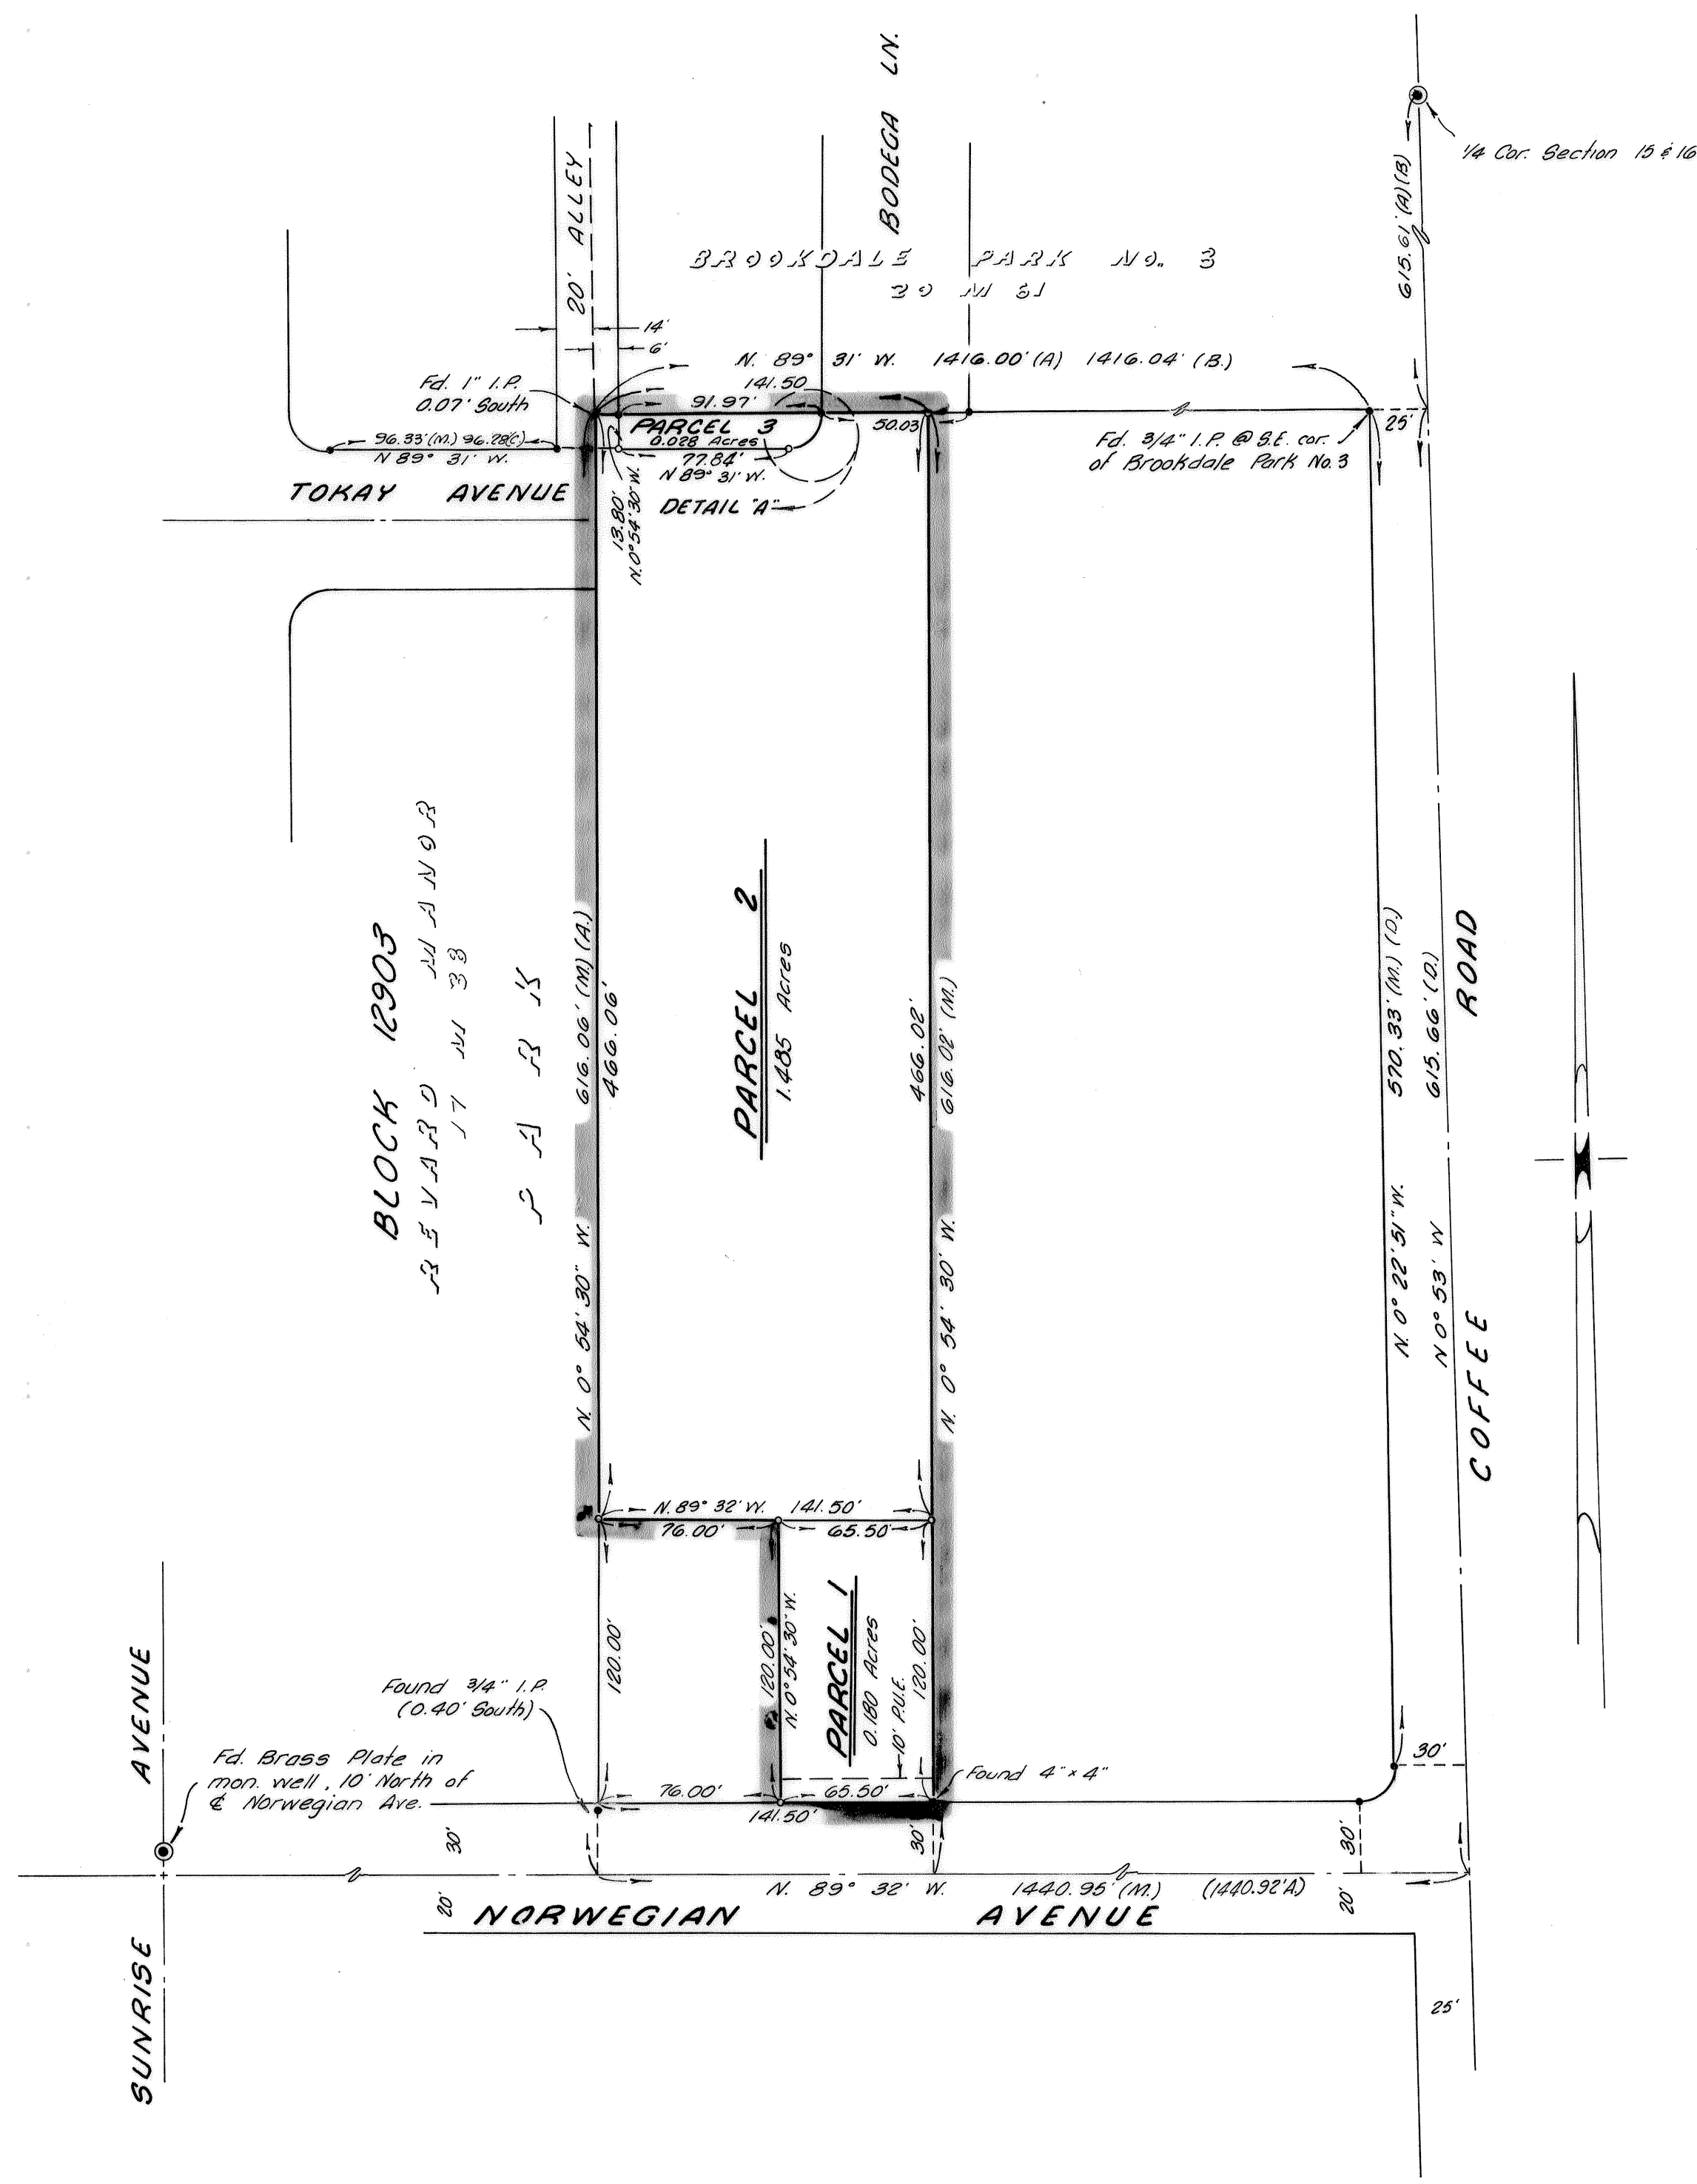 BODEGA LN.
1/4 Cor. Section 15 & 16
615.61' (A)(B)
20' ALLEY
BROOKDALE PARK NO. 3
20 M 81
14'
6'
N. 89° 31' W. 1416.00' (A) 1416.04' (B.)
Fd. 1" I.P.
0.07' South
141.50
91.97'
PARCEL 3
0.028 Acres
77.84'
N 89° 31' W.
50.03
25'
Fd. 3/4" I.P. @ S.E. cor.
of Brookdale Park No. 3
96.33' (M.) 96.28'(C)
N 89° 31' W.
TOKAY AVENUE
DETAIL "A"
13.80'
N. 0° 54' 30" W.
BLOCK 12903
BEVARD MANOR
17 M 33
PARK
N. 0° 54' 30" W. 616.06' (M) (A.)
466.06'
PARCEL 2
1.485 Acres
466.02'
N. 0° 54' 30" W. 616.02' (M.)
N. 0° 22' 51" W. 570.33' (M.) (D.)
N 0° 53' W 615.66' (D.)
COFFEE ROAD
N. 89° 32' W. 141.50'
76.00' 65.50'
120.00'
120.00'
N. 0° 54' 30" W.
PARCEL 1
0.180 Acres
10' P.U.E.
120.00'
Found 3/4" I.P.
(0.40' South)
Fd. Brass Plate in
mon. well, 10' North of
℄ Norwegian Ave.
76.00' 65.50'
141.50'
Found 4" x 4"
30'
30'
30'
30'
N. 89° 32' W. 1440.95' (M.) (1440.92'A)
20'
20'
NORWEGIAN AVENUE
SUNRISE AVENUE
25'